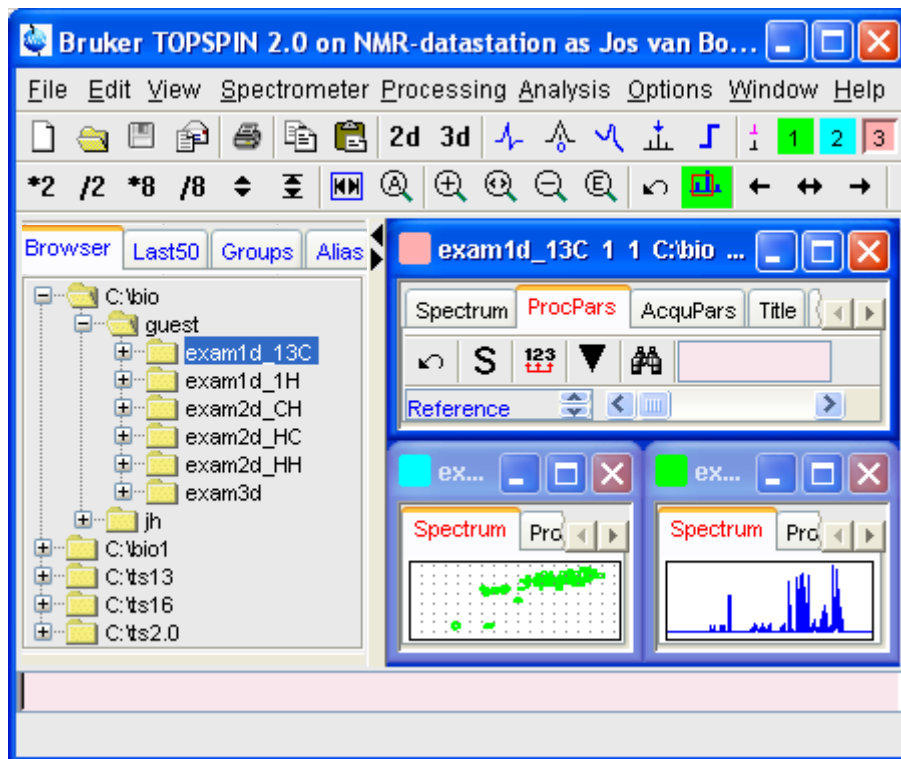 Bruker TOPSPIN 2.0 on NMR-datastation as Jos van Bo...
File Edit View Spectrometer Processing Analysis Options Window Help
2d 3d 1 2 3
*2 /2 *8 /8 A E
Browser Last50 Groups Alias
exam1d_13C 1 1 C:\bio ...
Spectrum ProcPars AcquPars Title
S 123
Reference
C:\bio
guest
exam1d_13C
exam1d_1H
exam2d_CH
exam2d_HC
exam2d_HH
exam3d
jh
C:\bio1
C:\ts13
C:\ts16
C:\ts2.0
ex...
Spectrum Proc
ex...
Spectrum Proc